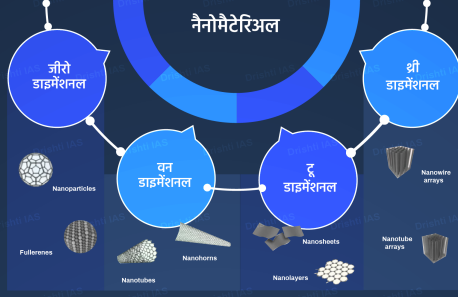 नैनोमैटेरिअल
जीरो
डाइमेंशनल
थ्री
डाइमेंशनल
वन
डाइमेंशनल
टू
डाइमेंशनल
Nanoparticles
Fullerenes
Nanotubes
Nanohorns
Nanosheets
Nanolayers
Nanowire
arrays
Nanotube
arrays